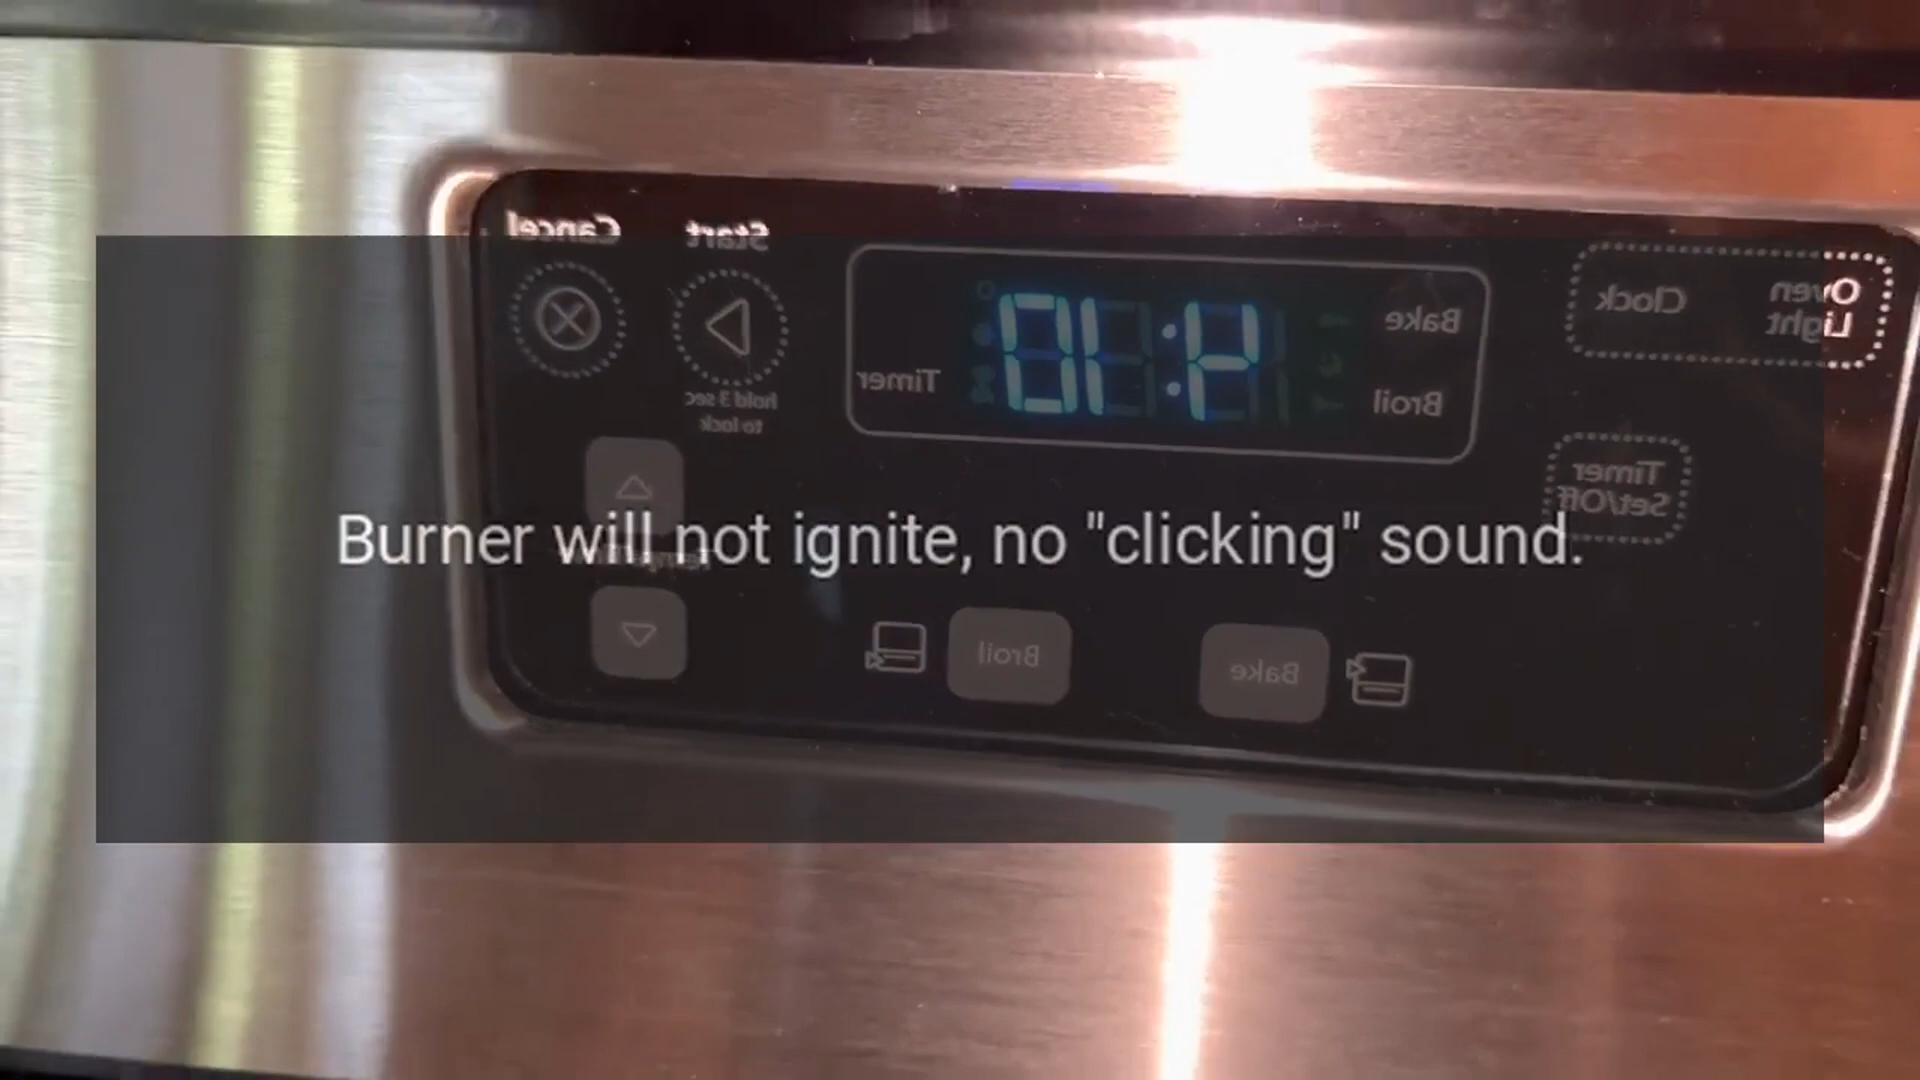 Cancel
Start
Oven
Light
Clock
Bake
Timer
Broil
hold 3 sec
to lock
Timer
Set/Off
Burner will not ignite, no "clicking" sound.
Broil
Bake